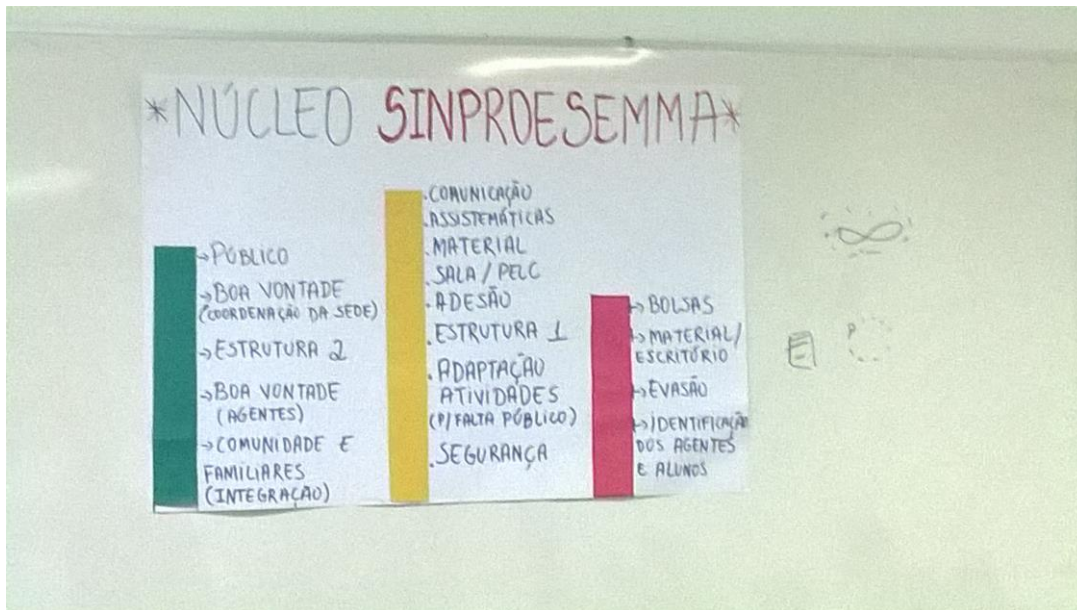 *NÚCLEO SINPROESEMMA*
→PÚBLICO
→BOA VONTADE
(COORDENAÇÃO DA SEDE)
→ESTRUTURA 2
→BOA VONTADE
(AGENTES)
→COMUNIDADE E
FAMILIARES
(INTEGRAÇÃO)
.COMUNICAÇÃO
.ASSISTEMÁTICAS
.MATERIAL
.SALA / PELC
.ADESÃO
.ESTRUTURA 1
.ADAPTAÇÃO
ATIVIDADES
(P/ FALTA PÚBLICO)
.SEGURANÇA
→BOLSAS
→MATERIAL/
ESCRITÓRIO
→EVASÃO
→IDENTIFICAÇÃO
DOS AGENTES
E ALUNOS
P